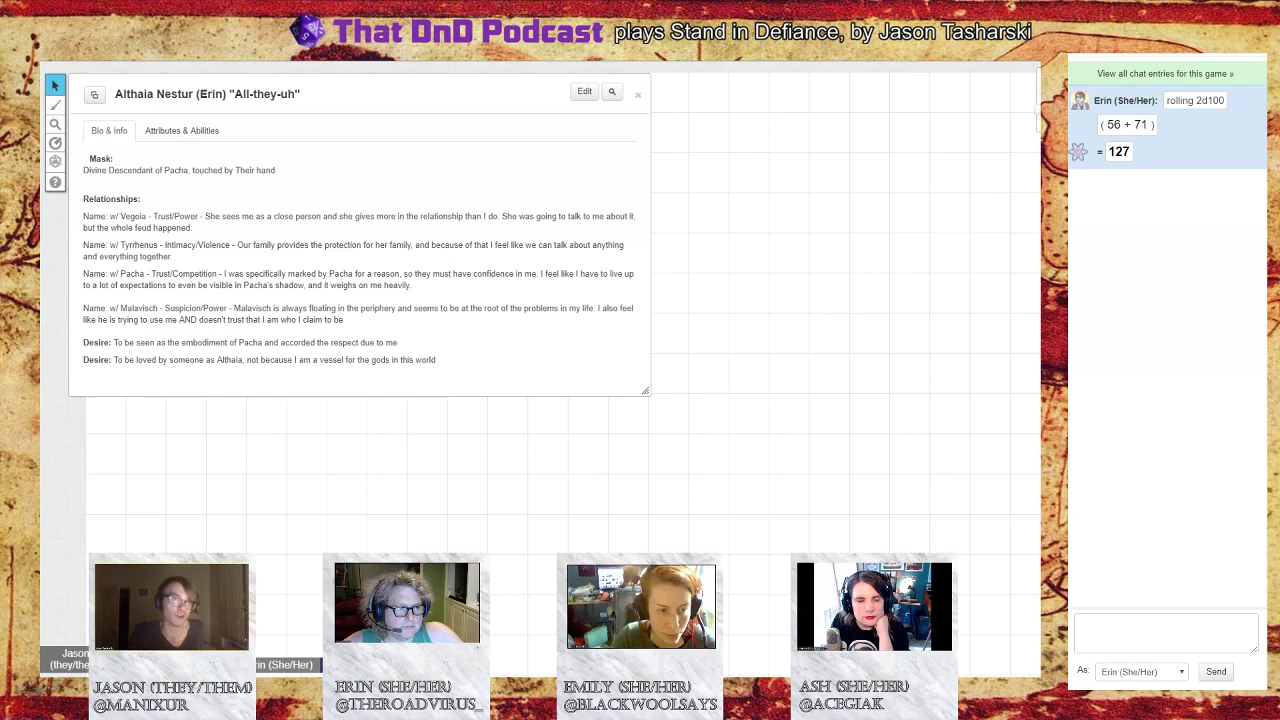 That DnD Podcast plays Stand in Defiance, by Jason Tasharski
Althaia Nestur (Erin) "All-they-uh"
Edit
Bio & Info
Attributes & Abilities
Mask:
Divine Descendant of Pacha, touched by Their hand
Relationships:
Name: w/ Vegoia - Trust/Power - She sees me as a close person and she gives more in the relationship than I do. She was going to talk to me about it,
but the whole feud happened.
Name: w/ Tyrrhenus - Intimacy/Violence - Our family provides the protection for her family, and because of that I feel like we can talk about anything
and everything together.
Name: w/ Pacha - Trust/Competition - I was specifically marked by Pacha for a reason, so they must have confidence in me. I feel like I have to live up
to a lot of expectations to even be visible in Pacha's shadow, and it weighs on me heavily.
Name: w/ Malavisch - Suspicion/Power - Malavisch is always floating in the periphery and seems to be at the root of the problems in my life. I also feel
like he is trying to use me AND doesn't trust that I am who I claim to be
Desire: To be seen as the embodiment of Pacha and accorded the respect due to me
Desire: To be loved by someone as Althaia, not because I am a vessel for the gods in this world
View all chat entries for this game »
Erin (She/Her): rolling 2d100
( 56 + 71 )
= 127
As: Erin (She/Her) Send
Jason
(they/the
rin (She/Her)
JASON (THEY/THEM)
@MANIXUR
ERIN (SHE/HER)
@THEROADVIRUS_
EMILY (SHE/HER)
@BLACKWOOLSAYS
ASH (SHE/HER)
@ACEGIAK